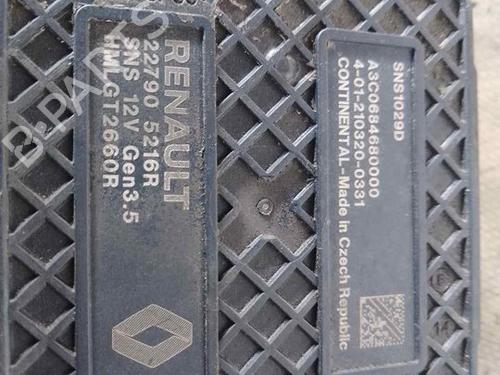 RENAULT
22790 5216R
SNS 12V Gen3.5
HMLGT2660R
SNS1029D
A3C0684680000
4-01-210320-0331
CONTINENTAL-Made in Czech Republic
B-PARTS